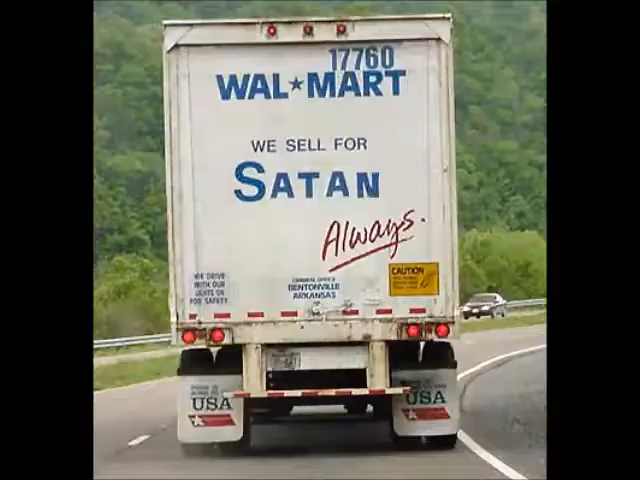 17760
WAL★MART
WE SELL FOR
SATAN
Always.
CAUTION
WE DRIVE
WITH OUR
LIGHTS ON
FOR SAFETY
GENERAL OFFICE
BENTONVILLE
ARKANSAS
USA
USA